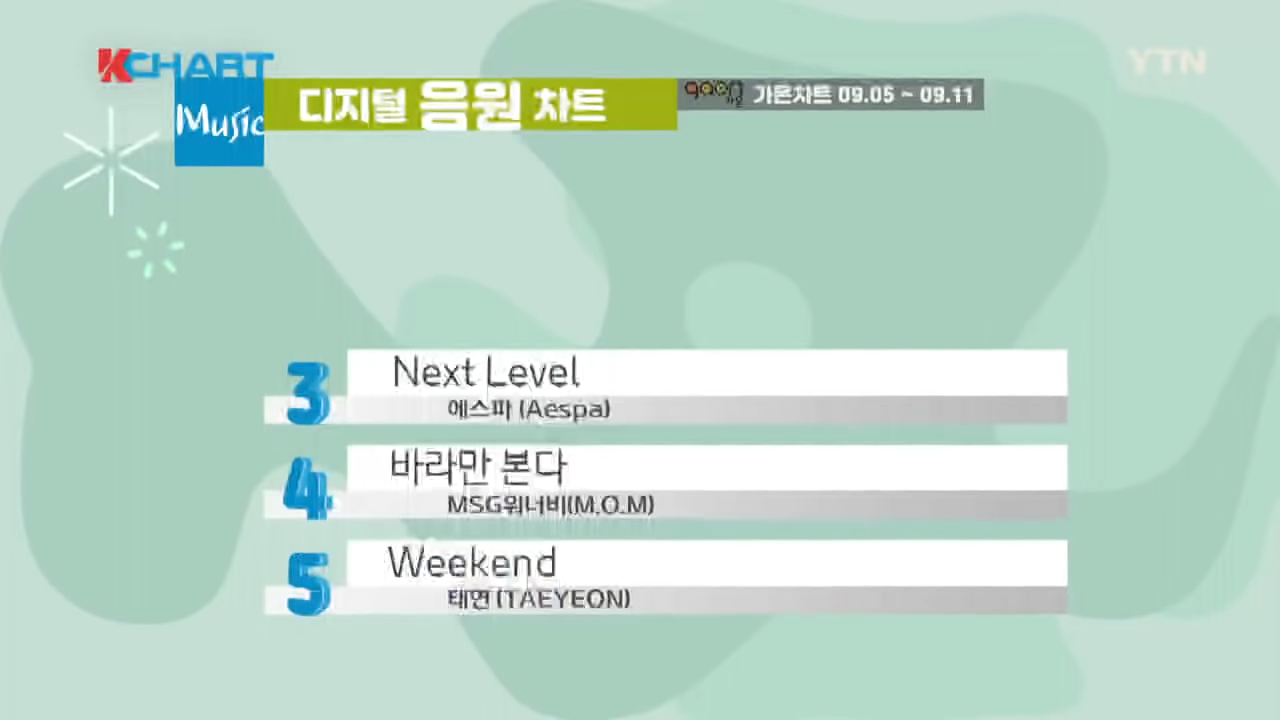 KCHART
YTN
Music
디지털 음원 차트
gaon 가온차트 09.05 ~ 09.11
3
Next Level
에스파 (Aespa)
4
바라만 본다
MSG워너비(M.O.M)
5
Weekend
태연 (TAEYEON)